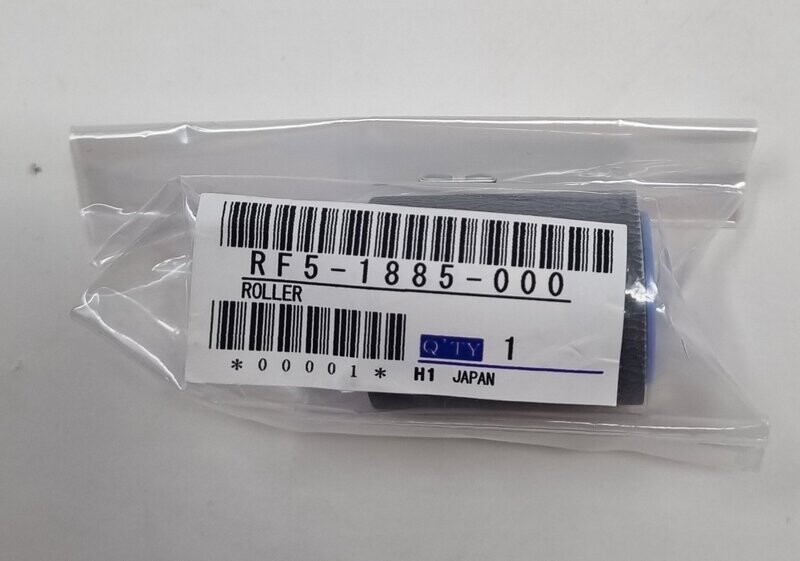 RF5-1885-000
ROLLER
Q'TY 1
*00001* H1 JAPAN